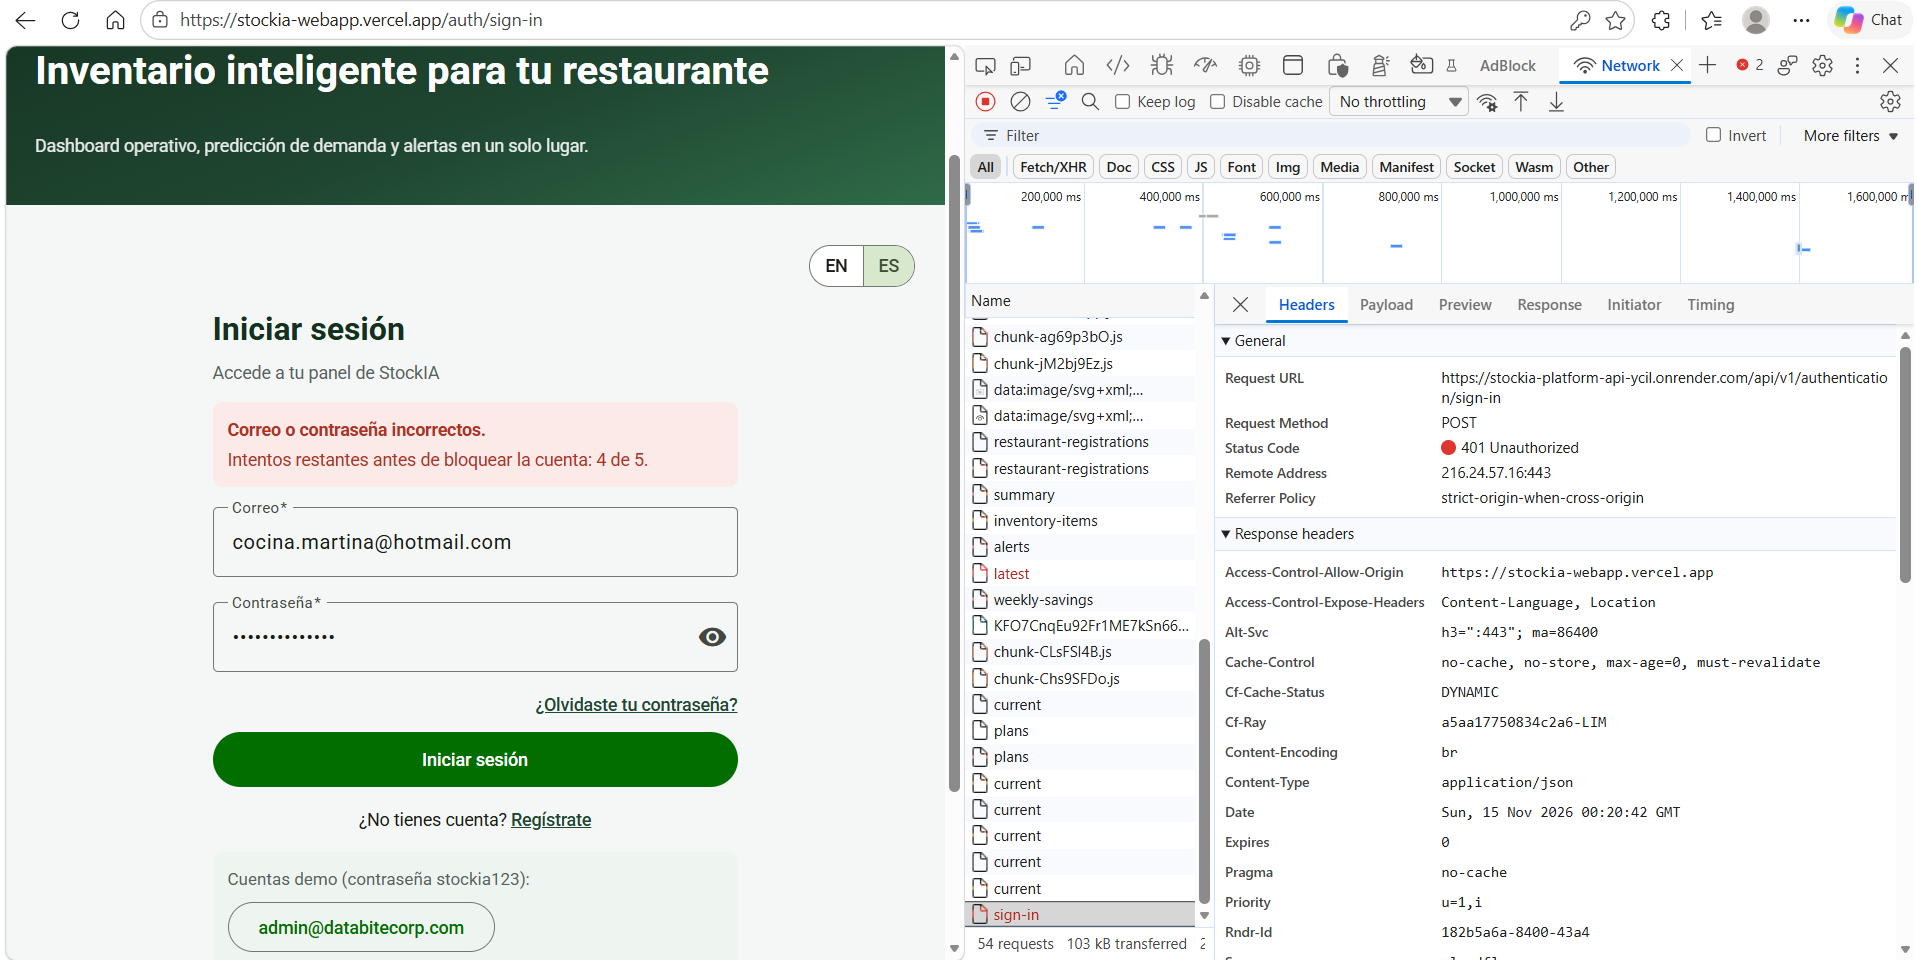 https://stockia-webapp.vercel.app/auth/sign-in
Chat
Inventario inteligente para tu restaurante
Dashboard operativo, predicción de demanda y alertas en un solo lugar.
EN
ES
Iniciar sesión
Accede a tu panel de StockIA
Correo o contraseña incorrectos.
Intentos restantes antes de bloquear la cuenta: 4 de 5.
Correo*
cocina.martina@hotmail.com
Contraseña*
••••••••••••••
¿Olvidaste tu contraseña?
Iniciar sesión
¿No tienes cuenta? Regístrate
Cuentas demo (contraseña stockia123):
admin@databitecorp.com
AdBlock
Network
2
Keep log
Disable cache
No throttling
Filter
Invert
More filters
All
Fetch/XHR
Doc
CSS
JS
Font
Img
Media
Manifest
Socket
Wasm
Other
200,000 ms
400,000 ms
600,000 ms
800,000 ms
1,000,000 ms
1,200,000 ms
1,400,000 ms
1,600,000 m
Name
chunk-ag69p3bO.js
chunk-jM2bj9Ez.js
data:image/svg+xml;...
data:image/svg+xml;...
restaurant-registrations
restaurant-registrations
summary
inventory-items
alerts
latest
weekly-savings
KFO7CnqEu92Fr1ME7kSn66...
chunk-CLsFSI4B.js
chunk-Chs9SFDo.js
current
plans
plans
current
current
current
current
current
sign-in
54 requests
103 kB transferred
2
Headers
Payload
Preview
Response
Initiator
Timing
General
Request URL
https://stockia-platform-api-ycil.onrender.com/api/v1/authenticatio
n/sign-in
Request Method
POST
Status Code
401 Unauthorized
Remote Address
216.24.57.16:443
Referrer Policy
strict-origin-when-cross-origin
Response headers
Access-Control-Allow-Origin
https://stockia-webapp.vercel.app
Access-Control-Expose-Headers
Content-Language, Location
Alt-Svc
h3=":443"; ma=86400
Cache-Control
no-cache, no-store, max-age=0, must-revalidate
Cf-Cache-Status
DYNAMIC
Cf-Ray
a5aa17750834c2a6-LIM
Content-Encoding
br
Content-Type
application/json
Date
Sun, 15 Nov 2026 00:20:42 GMT
Expires
0
Pragma
no-cache
Priority
u=1,i
Rndr-Id
182b5a6a-8400-43a4